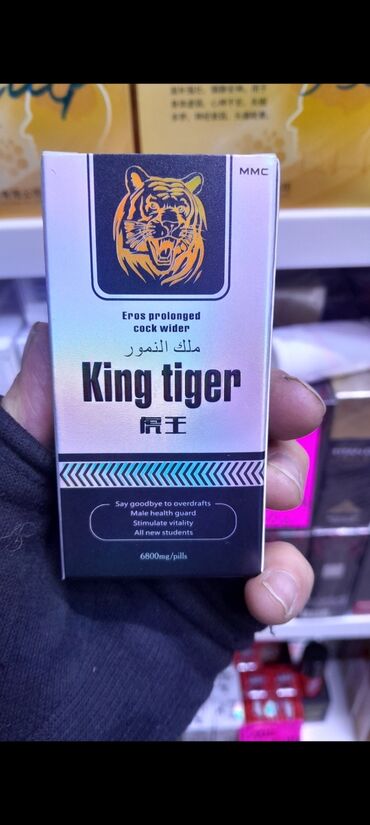 MMC
Eros prolonged
cock wider
ملك النمور
King tiger
虎王
Say goodbye to overdrafts
Male health guard
Stimulate vitality
All new students
6800mg/pills